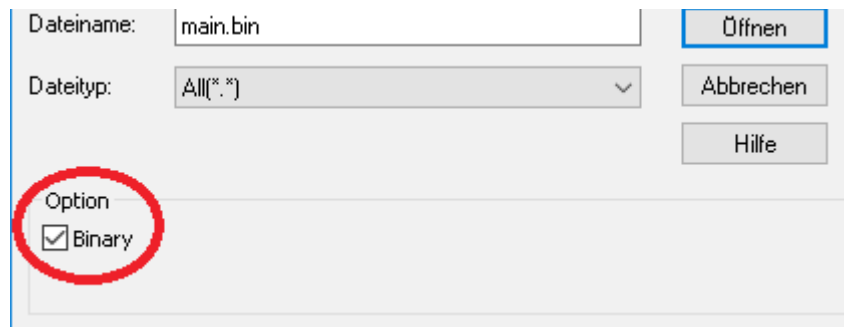 Dateiname: main.bin Öffnen
Dateityp: All(*.*) Abbrechen
Hilfe
Option
Binary